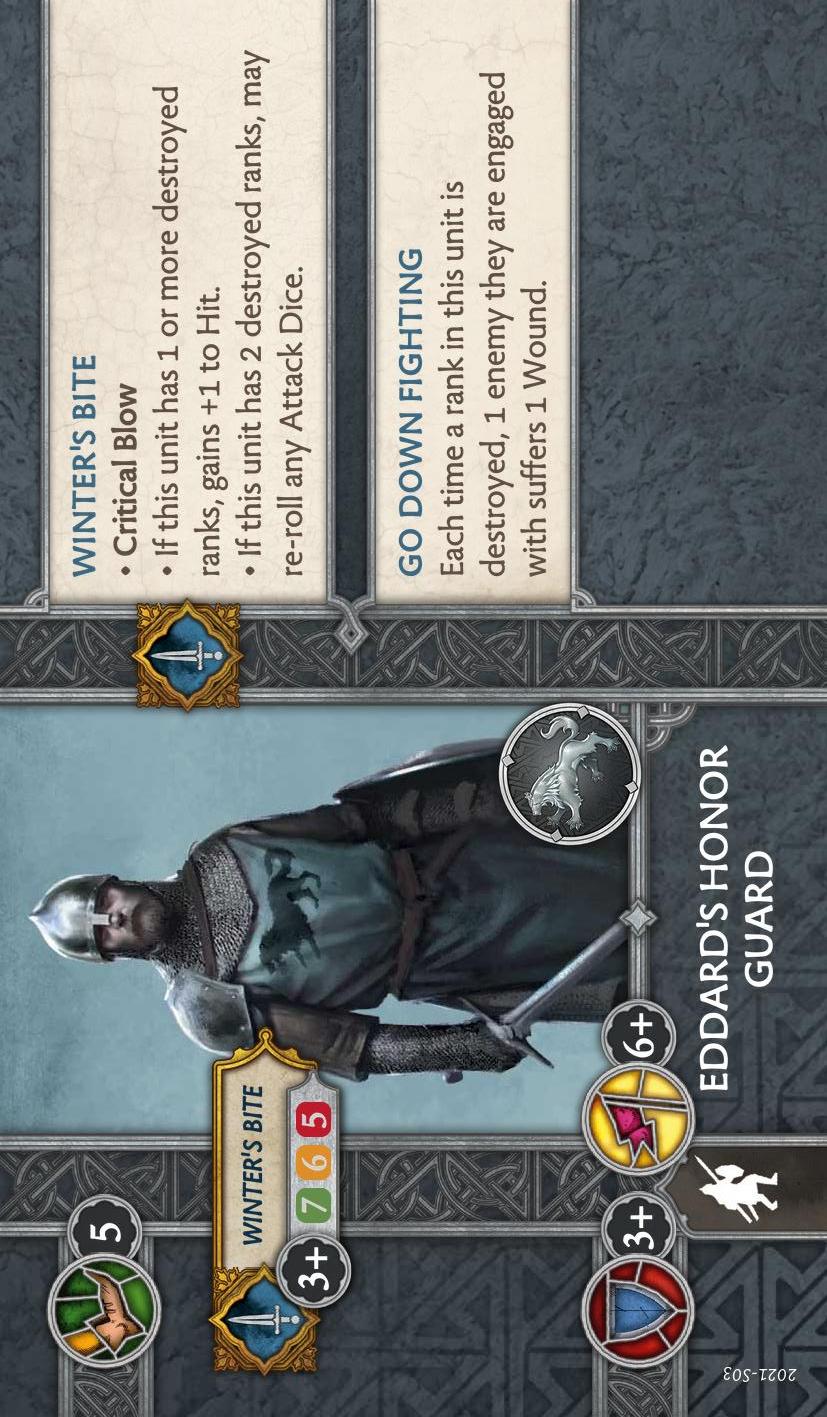 5
WINTER'S BITE
3+
7 6 5
3+
6+
EDDARD'S HONOR
GUARD
WINTER'S BITE
• Critical Blow
• If this unit has 1 or more destroyed
ranks, gains +1 to Hit.
• If this unit has 2 destroyed ranks, may
re-roll any Attack Dice.
GO DOWN FIGHTING
Each time a rank in this unit is
destroyed, 1 enemy they are engaged
with suffers 1 Wound.
2021-S03